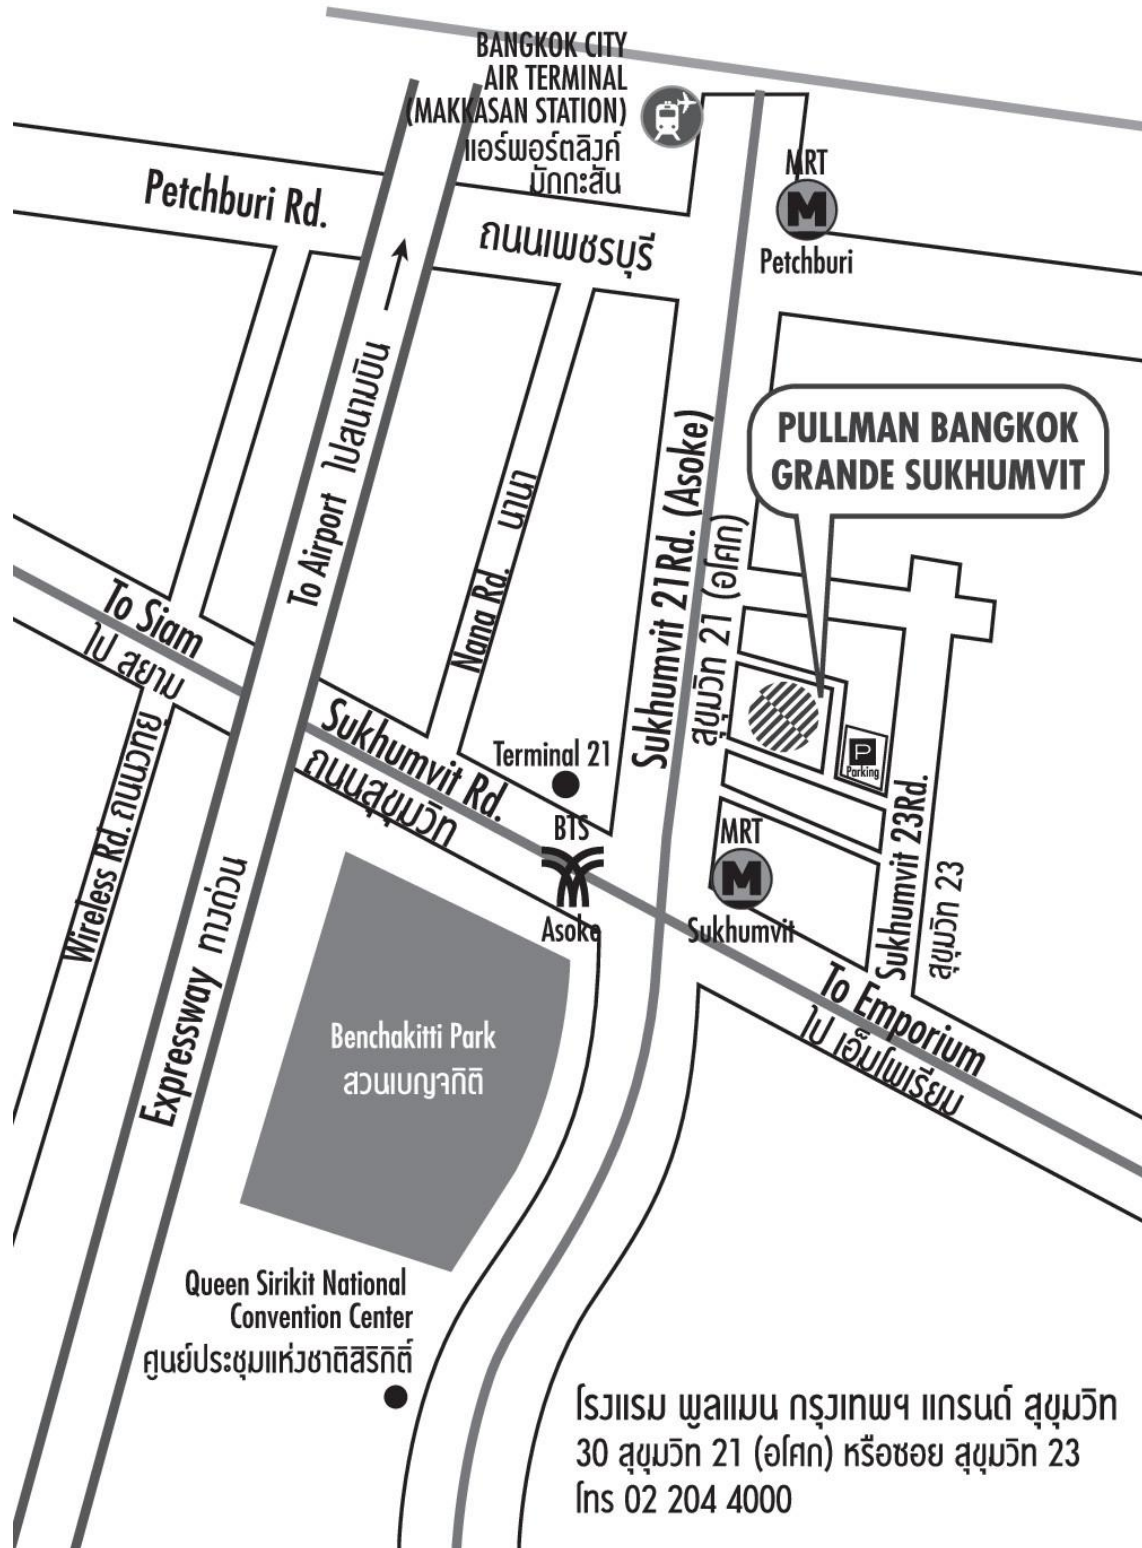 BANGKOK CITY
AIR TERMINAL
(MAKKASAN STATION)
แอร์พอร์ตลิงค์
มักกะสัน
MRT
M
Petchburi
Petchburi Rd.
ถนนเพชรบุรี
To Airport ไปสนามบิน
PULLMAN BANGKOK
GRANDE SUKHUMVIT
Nana Rd. นานา
Sukhumvit 21Rd. (Asoke)
สุขุมวิท 21 (อโศก)
To Siam
ไป สยาม
Sukhumvit Rd.
ถนนสุขุมวิท
Terminal 21
BTS
Asoke
MRT
M
Sukhumvit
P
Parking
Sukhumvit 23Rd.
สุขุมวิท 23
Wireless Rd. ถนนวิทยุ
Expressway ทางด่วน
To Emporium
ไป เอ็มโพเรียม
Benchakitti Park
สวนเบญจกิติ
Queen Sirikit National
Convention Center
ศูนย์ประชุมแห่งชาติสิริกิติ์
โรงแรม พูลแมน กรุงเทพฯ แกรนด์ สุขุมวิท
30 สุขุมวิท 21 (อโศก) หรือซอย สุขุมวิท 23
โทร 02 204 4000